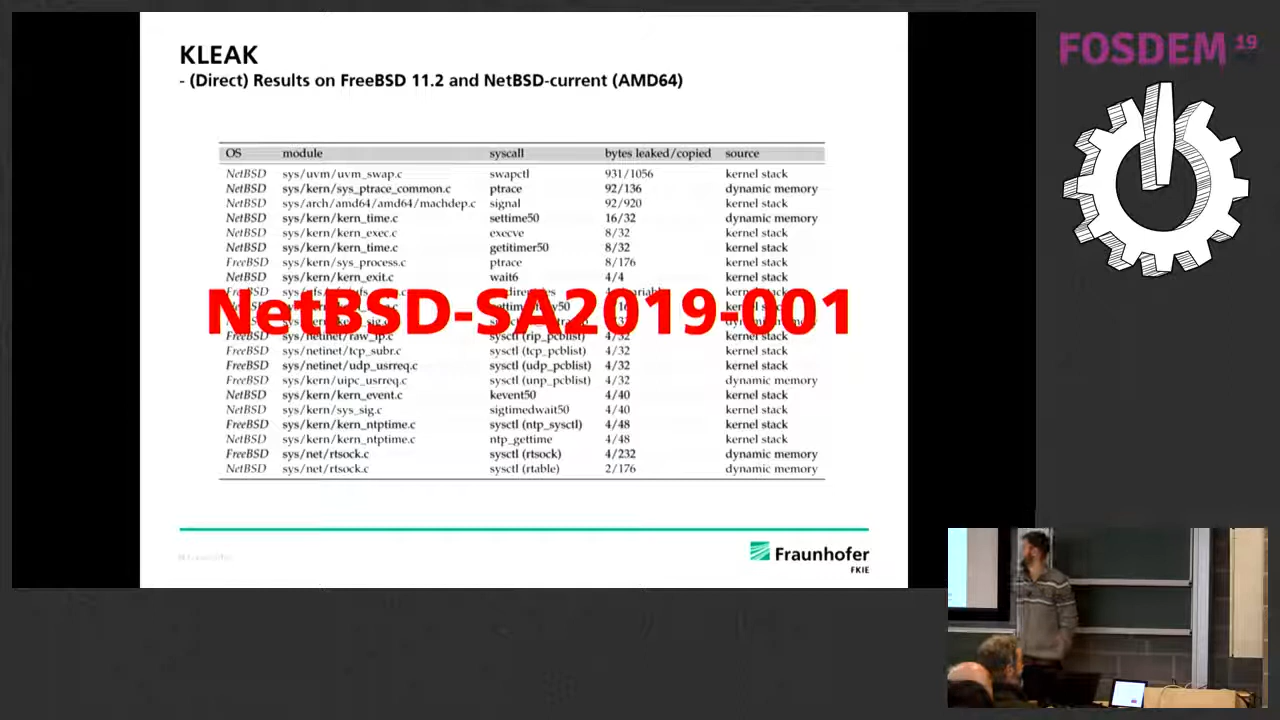 KLEAK
- (Direct) Results on FreeBSD 11.2 and NetBSD-current (AMD64)
OS module syscall bytes leaked/copied source
NetBSD sys/uvm/uvm_swap.c swapctl 931/1056 kernel stack
NetBSD sys/kern/sys_ptrace_common.c ptrace 92/136 dynamic memory
NetBSD sys/arch/amd64/amd64/machdep.c signal 92/920 kernel stack
NetBSD sys/kern/kern_time.c settime50 16/32 dynamic memory
NetBSD sys/kern/kern_exec.c execve 8/32 kernel stack
NetBSD sys/kern/kern_time.c getitimer50 8/32 kernel stack
FreeBSD sys/kern/sys_process.c ptrace 8/176 kernel stack
NetBSD sys/kern/kern_exit.c wait6 4/4 kernel stack
NetBSD-SA2019-001
FreeBSD sys/netinet/raw_ip.c sysctl (rip_pcblist) 4/32 kernel stack
FreeBSD sys/netinet/tcp_subr.c sysctl (tcp_pcblist) 4/32 kernel stack
FreeBSD sys/netinet/udp_usrreq.c sysctl (udp_pcblist) 4/32 kernel stack
FreeBSD sys/kern/uipc_usrreq.c sysctl (unp_pcblist) 4/32 dynamic memory
NetBSD sys/kern/kern_event.c kevent50 4/40 kernel stack
NetBSD sys/kern/sys_sig.c sigtimedwait50 4/40 kernel stack
FreeBSD sys/kern/kern_ntptime.c sysctl (ntp_sysctl) 4/48 kernel stack
NetBSD sys/kern/kern_ntptime.c ntp_gettime 4/48 kernel stack
FreeBSD sys/net/rtsock.c sysctl (rtsock) 4/232 dynamic memory
NetBSD sys/net/rtsock.c sysctl (rtable) 2/176 dynamic memory
Fraunhofer
FKIE
FOSDEM 19